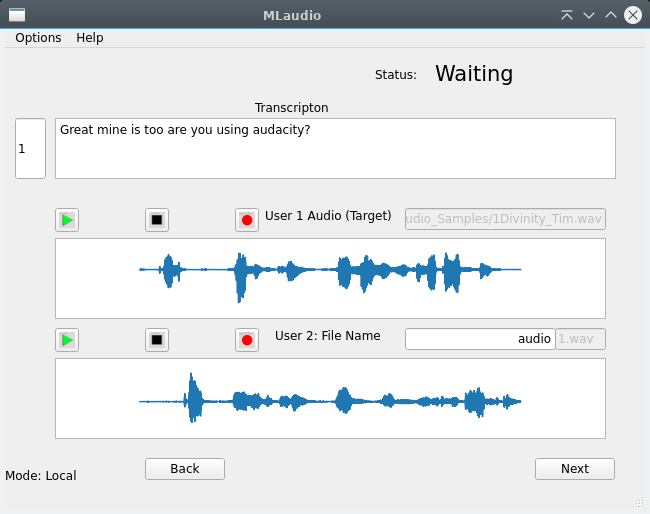 MLaudio
Options Help
Status: Waiting
Transcripton
1
Great mine is too are you using audacity?
User 1 Audio (Target)
udio_Samples/1Divinity_Tim.wav
User 2: File Name
audio 1.wav
Back
Next
Mode: Local